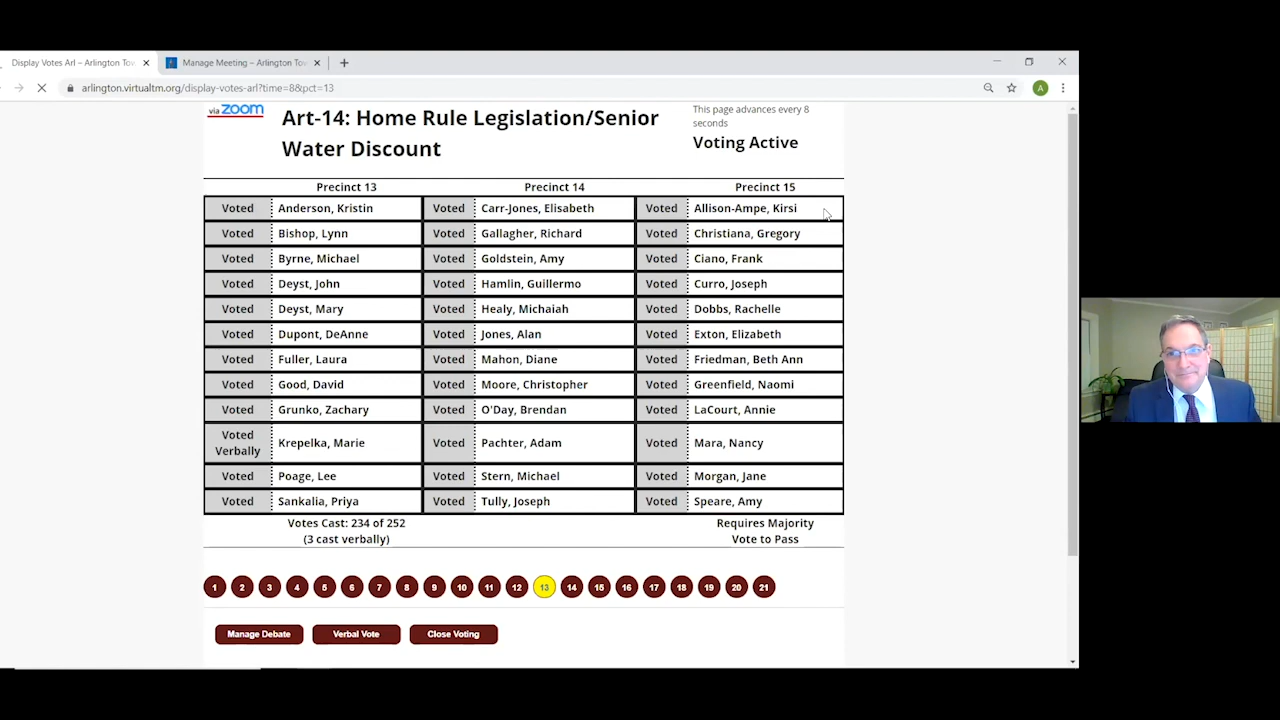 Display Votes Arl – Arlington Tow
Manage Meeting – Arlington Tow
arlington.virtualtm.org/display-votes-arl?time=8&pct=13
A
via zoom
Art-14: Home Rule Legislation/Senior
Water Discount
This page advances every 8
seconds
Voting Active
Precinct 13 Precinct 14 Precinct 15
Voted Anderson, Kristin Voted Carr-Jones, Elisabeth Voted Allison-Ampe, Kirsi
Voted Bishop, Lynn Voted Gallagher, Richard Voted Christiana, Gregory
Voted Byrne, Michael Voted Goldstein, Amy Voted Ciano, Frank
Voted Deyst, John Voted Hamlin, Guillermo Voted Curro, Joseph
Voted Deyst, Mary Voted Healy, Michaiah Voted Dobbs, Rachelle
Voted Dupont, DeAnne Voted Jones, Alan Voted Exton, Elizabeth
Voted Fuller, Laura Voted Mahon, Diane Voted Friedman, Beth Ann
Voted Good, David Voted Moore, Christopher Voted Greenfield, Naomi
Voted Grunko, Zachary Voted O'Day, Brendan Voted LaCourt, Annie
Voted Verbally Krepelka, Marie Voted Pachter, Adam Voted Mara, Nancy
Voted Poage, Lee Voted Stern, Michael Voted Morgan, Jane
Voted Sankalia, Priya Voted Tully, Joseph Voted Speare, Amy
Votes Cast: 234 of 252
(3 cast verbally)
Requires Majority
Vote to Pass
1 2 3 4 5 6 7 8 9 10 11 12 13 14 15 16 17 18 19 20 21
Manage Debate Verbal Vote Close Voting